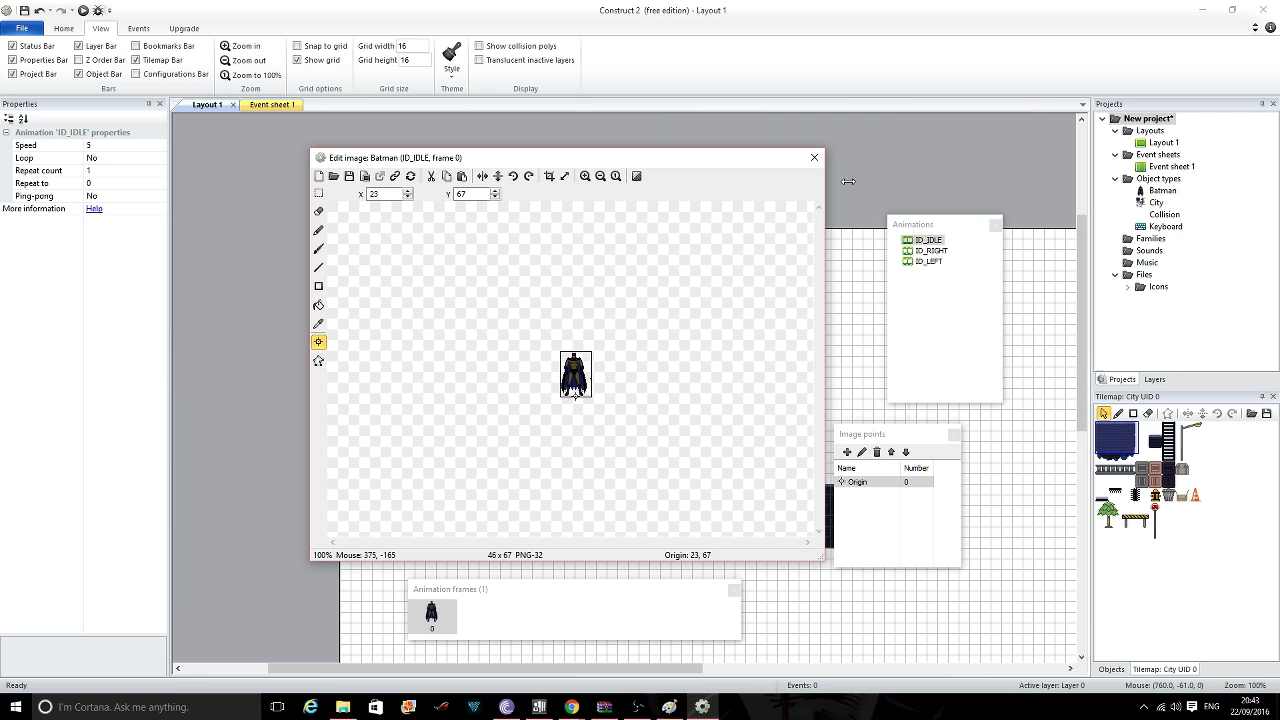 Construct 2 (free edition) - Layout 1
File Home View Events Upgrade
Status Bar Layer Bar Bookmarks Bar
Properties Bar Z Order Bar Tilemap Bar
Project Bar Object Bar Configurations Bar
Bars
Zoom in
Zoom out
Zoom to 100%
Zoom
Snap to grid
Show grid
Grid options
Grid width 16
Grid height 16
Grid size
Style
Theme
Show collision polys
Translucent inactive layers
Display
Properties
Animation 'ID_IDLE' properties
Speed 5
Loop No
Repeat count 1
Repeat to 0
Ping-pong No
More information Help
Layout 1 Event sheet 1
Edit image: Batman (ID_IDLE, frame 0)
X 23 Y 67
100% Mouse: 375, -165 46 x 67 PNG-32 Origin: 23, 67
Animations
ID_IDLE
ID_RIGHT
ID_LEFT
Image points
Name Number
Origin 0
Animation frames (1)
0
Projects
New project*
Layouts
Layout 1
Event sheets
Event sheet 1
Object types
Batman
City
Collision
Keyboard
Families
Sounds
Music
Files
Icons
Projects Layers
Tilemap: City UID 0
Objects Tilemap: City UID 0
Ready Events: 0 Active layer: Layer 0 Mouse: (760.0, -61.0, 0) Zoom: 100%
I'm Cortana. Ask me anything.
ENG
20:43
22/09/2016